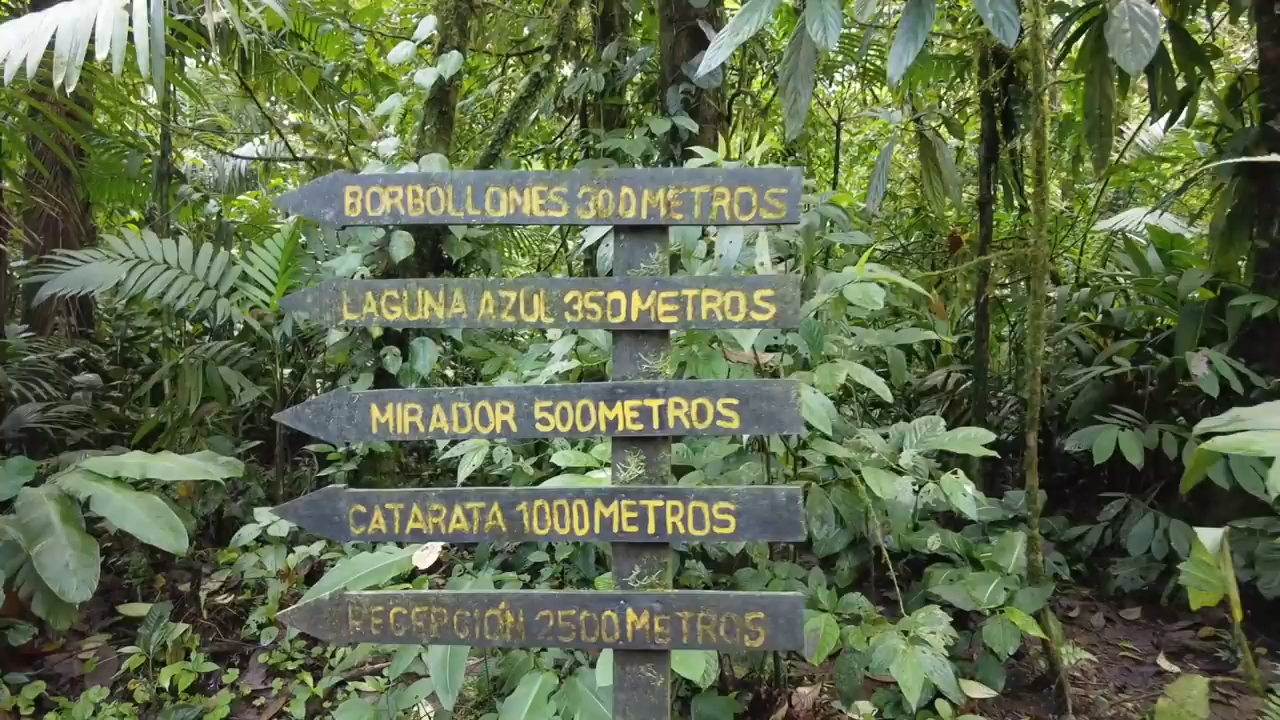 BORBOLLONES 300METROS
LAGUNA AZUL 350METROS
MIRADOR 500METROS
CATARATA 1000METROS
RECEPCIÓN 2500METROS